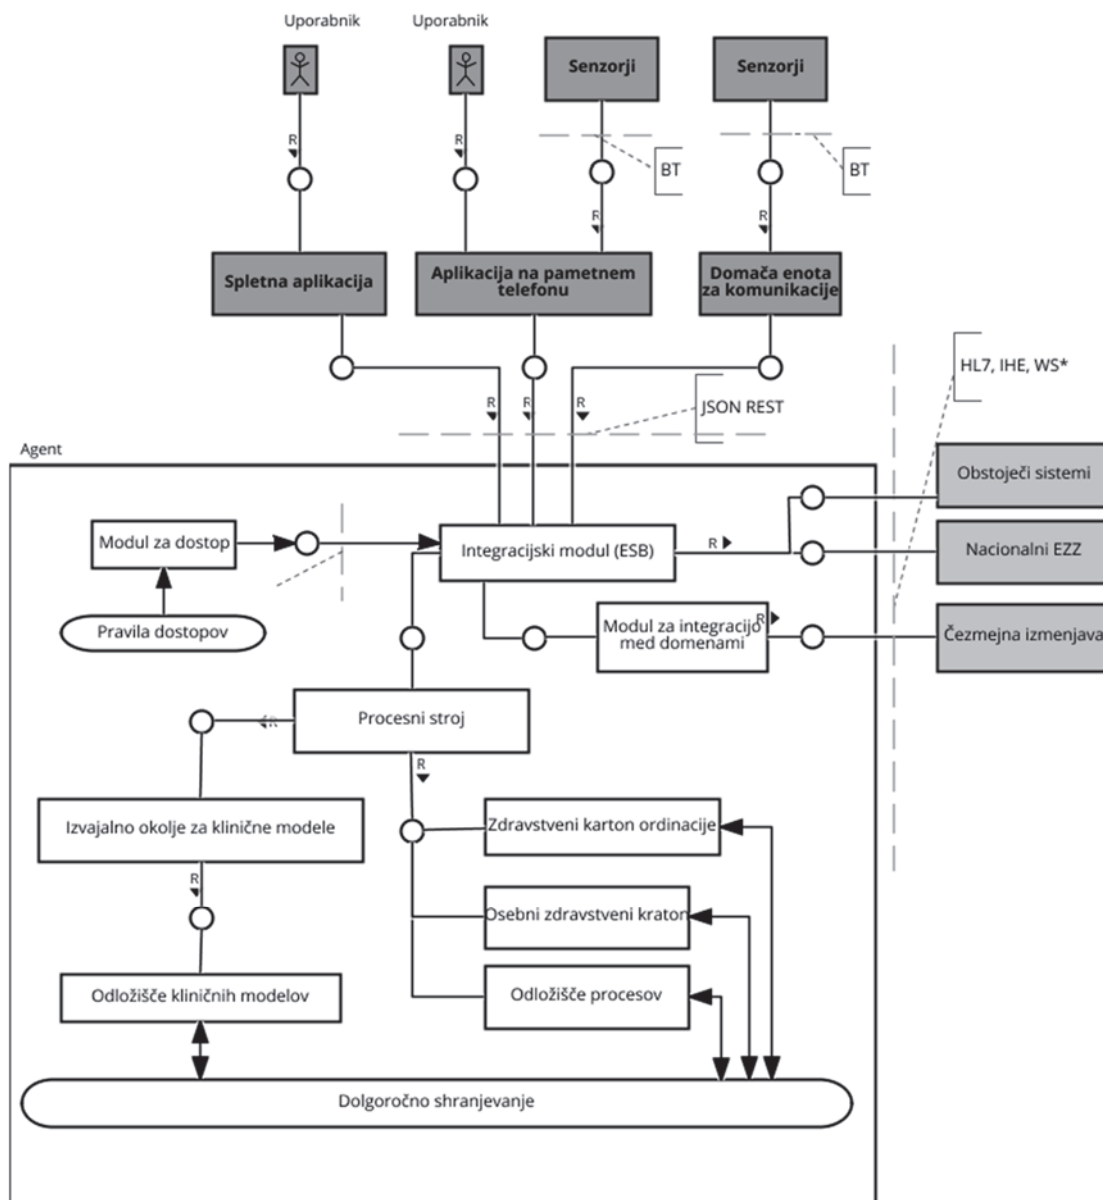 Uporabnik
Uporabnik
Senzorji
Senzorji
R
R
BT
BT
R
R
Spletna aplikacija
Aplikacija na pametnem
telefonu
Domača enota
za komunikacije
HL7, IHE, WS*
R
R
R
JSON REST
Agent
Obstoječi sistemi
Modul za dostop
Integracijski modul (ESB)
R
Nacionalni EZZ
Pravila dostopov
Modul za integracijo
med domenami
R
Čezmejna izmenjava
Procesni stroj
R
R
Izvajalno okolje za klinične modele
Zdravstveni karton ordinacije
R
Osebni zdravstveni kraton
Odložišče kliničnih modelov
Odložišče procesov
Dolgoročno shranjevanje